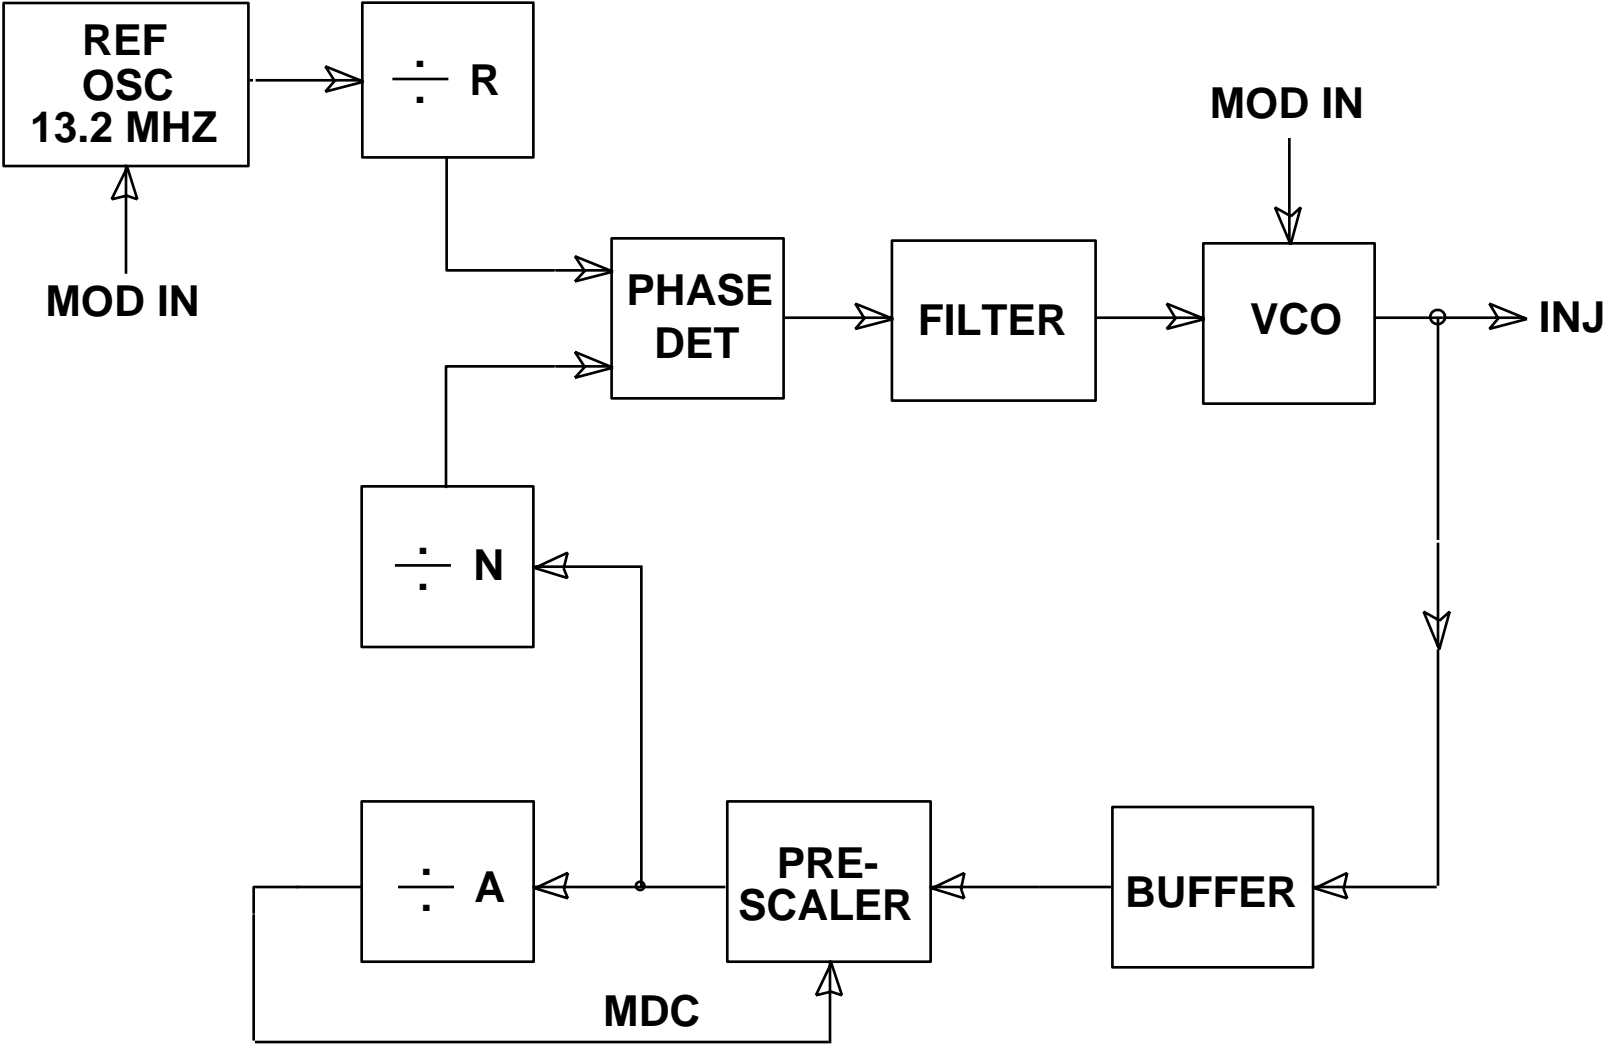 REF
OSC
13.2 MHZ
÷ R
MOD IN
MOD IN
PHASE
DET
FILTER
VCO
INJ
÷ N
÷ A
PRE-
SCALER
BUFFER
MDC